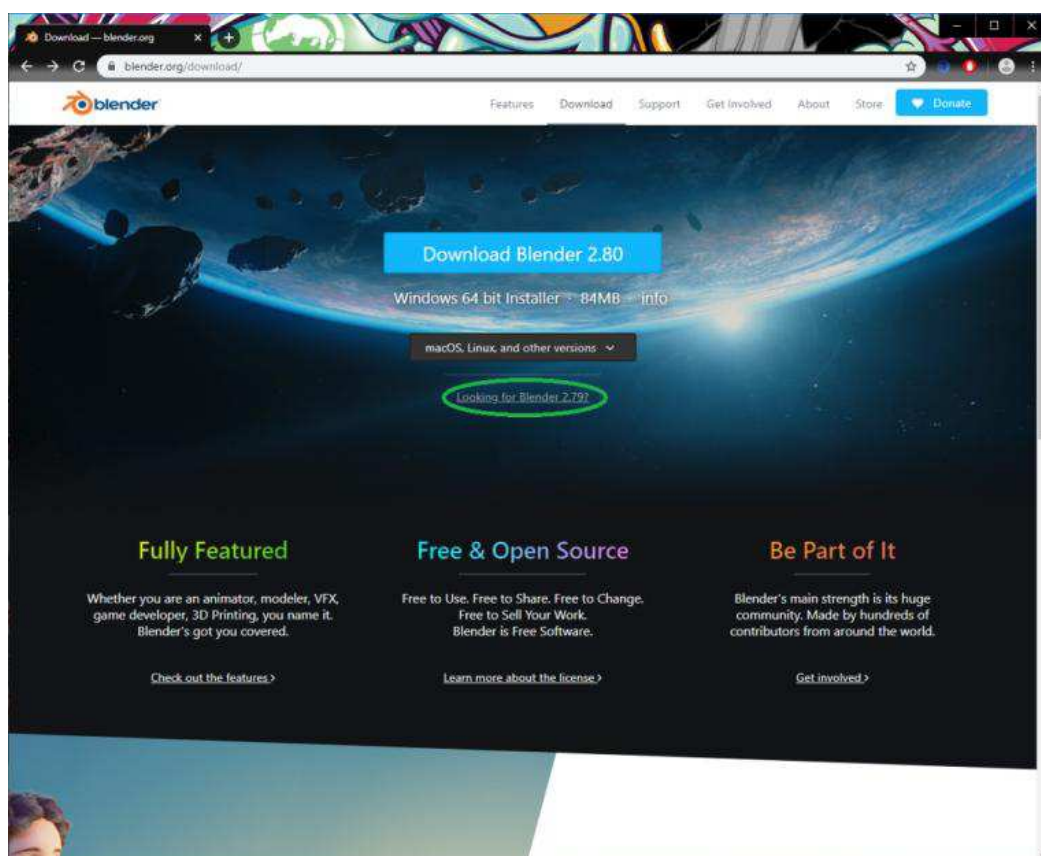 Download — blender.org
blender.org/download/
blender
Features Download Support Get Involved About Store Donate
Download Blender 2.80
Windows 64 bit Installer · 84MB · info
macOS, Linux, and other versions
Looking for Blender 2.79?
Fully Featured
Whether you are an animator, modeler, VFX,
game developer, 3D Printing, you name it.
Blender's got you covered.
Check out the features >
Free & Open Source
Free to Use. Free to Share. Free to Change.
Free to Sell Your Work.
Blender is Free Software.
Learn more about the license >
Be Part of It
Blender's main strength is its huge
community. Made by hundreds of
contributors from around the world.
Get involved >